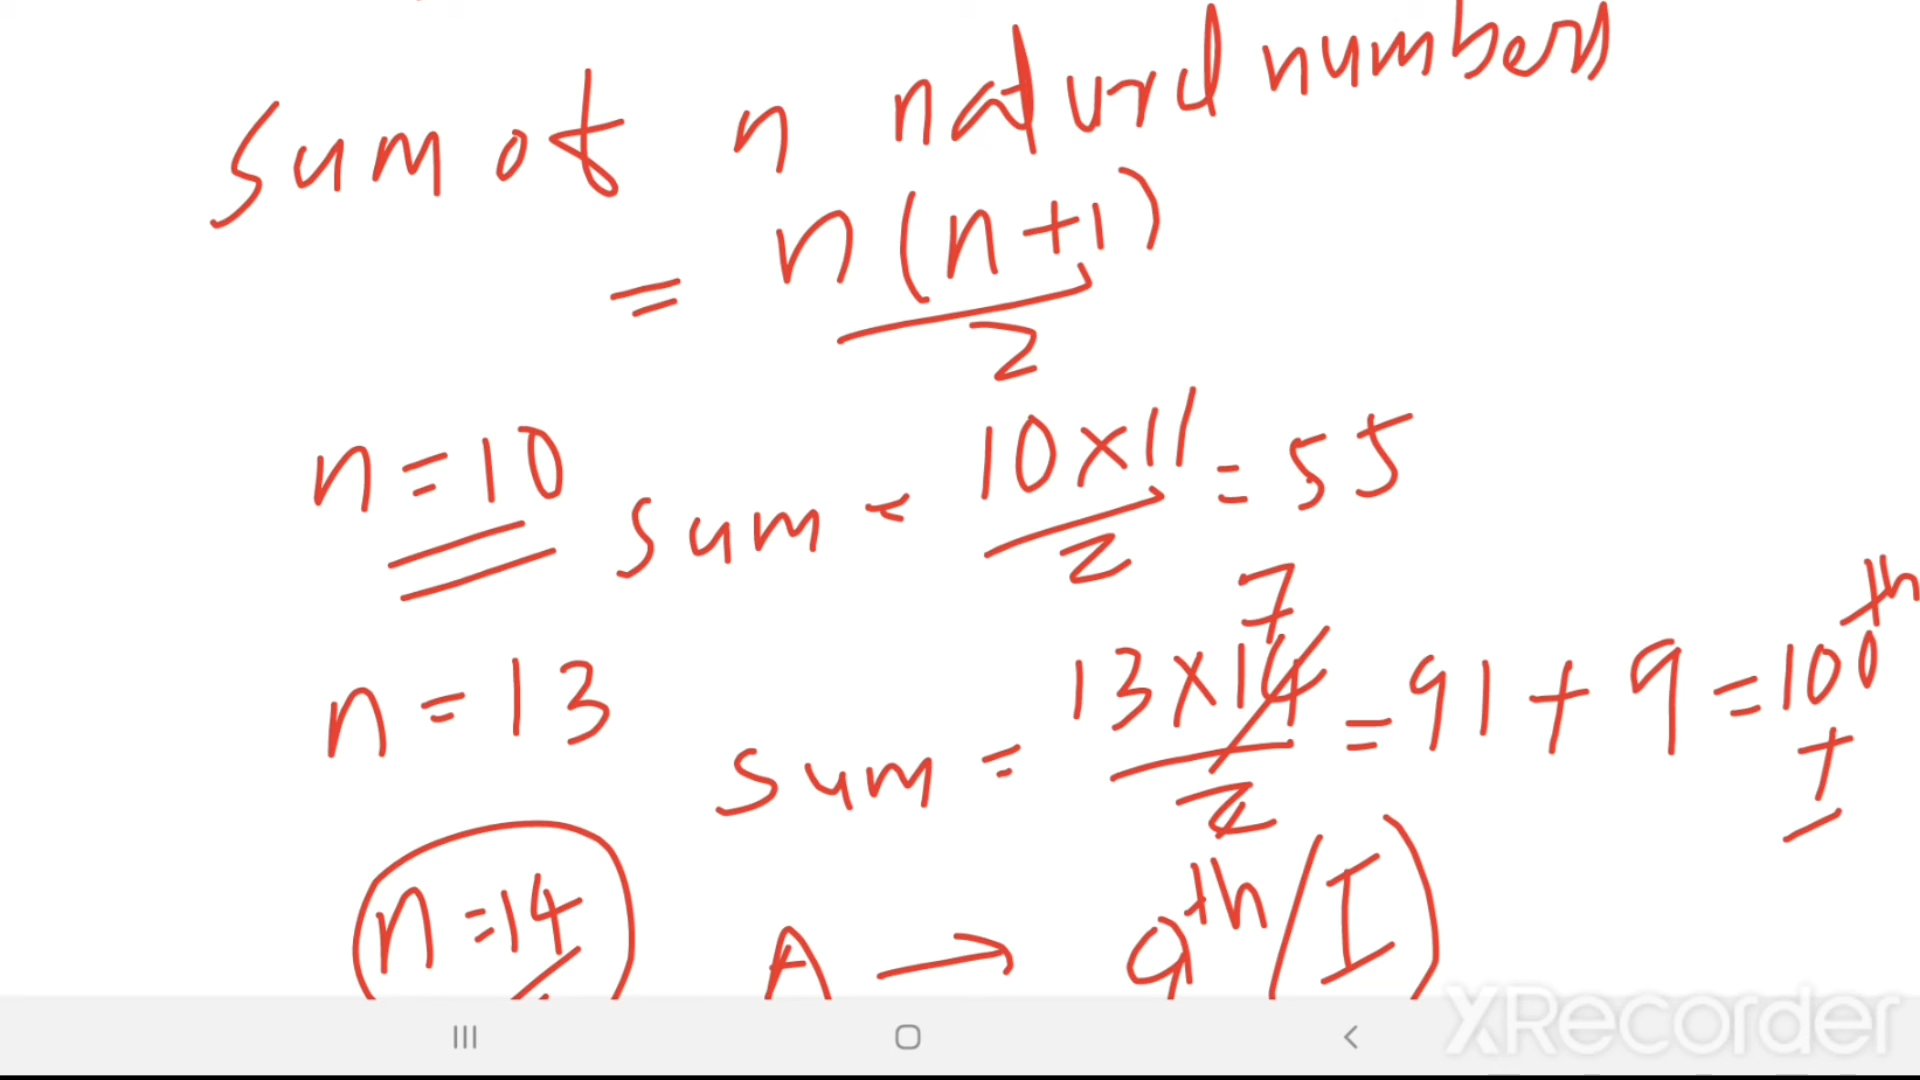 Sum of n natural numbers
= n(n+1)
2
n=10
Sum = 10×11 = 55
2
7
n=13
Sum = 13×14 = 91+9=100th
2
I
n=14
A → 9th/I)
XRecorder